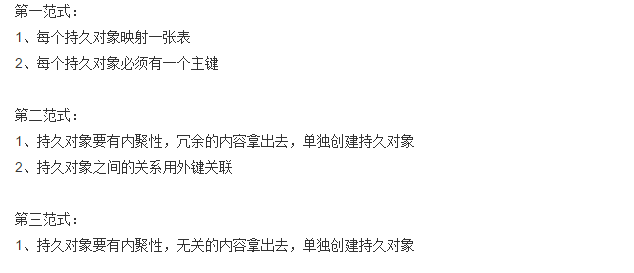 第一范式：
1、每个持久对象映射一张表
2、每个持久对象必须有一个主键
第二范式：
1、持久对象要有内聚性，冗余的内容拿出去，单独创建持久对象
2、持久对象之间的关系用外键关联
第三范式：
1、持久对象要有内聚性，无关的内容拿出去，单独创建持久对象